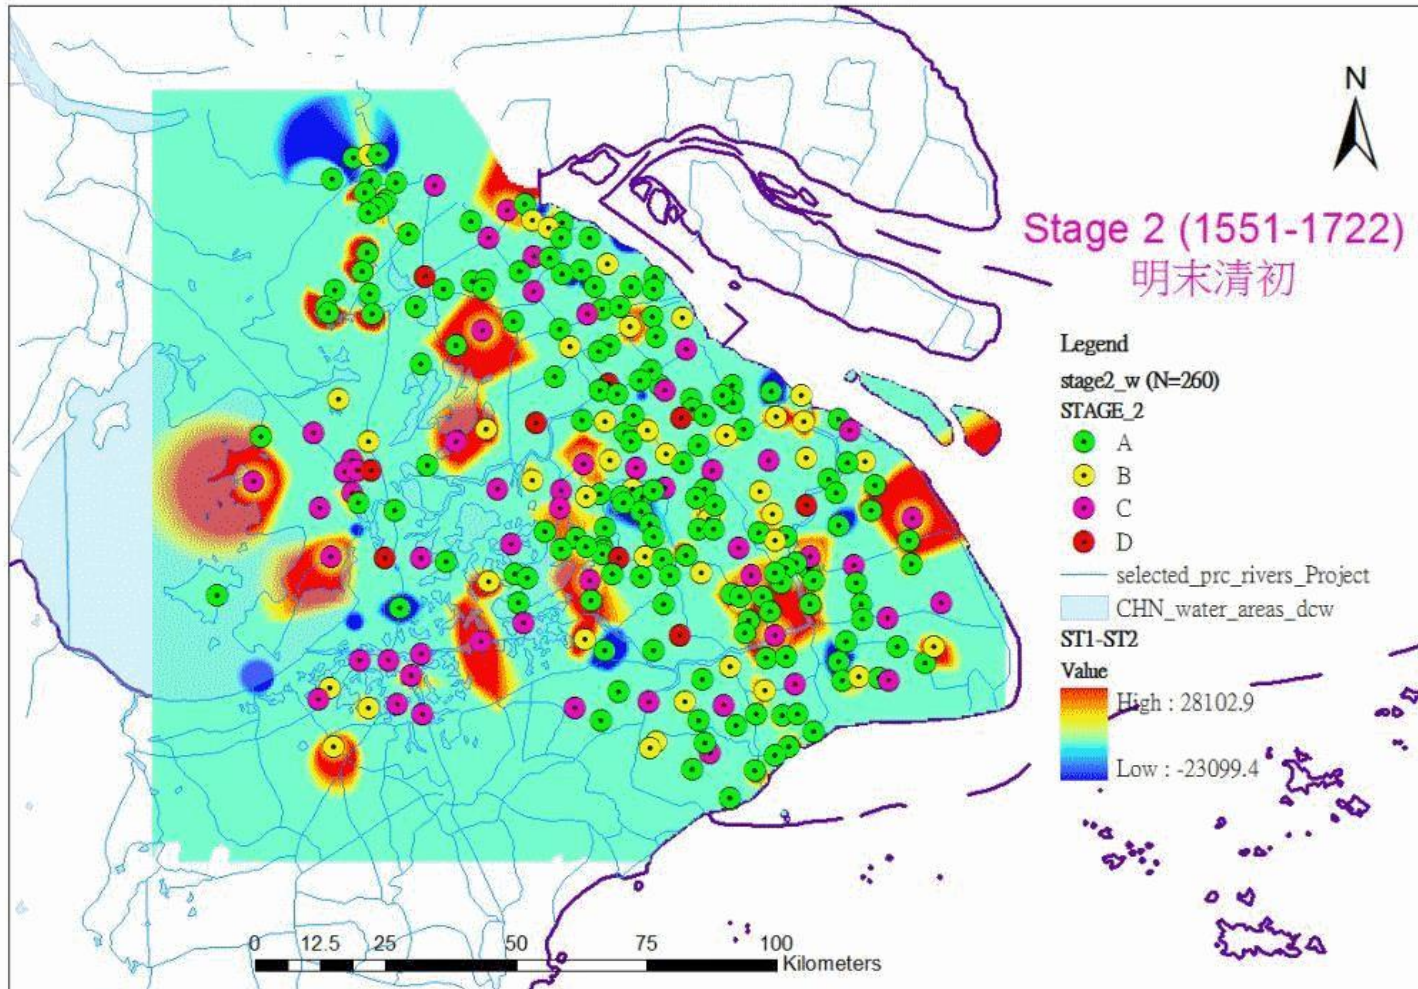 N
Stage 2 (1551-1722)
明末清初
Legend
stage2_w (N=260)
STAGE_2
A
B
C
D
selected_prc_rivers_Project
CHN_water_areas_dcw
ST1-ST2
Value
High : 28102.9
Low : -23099.4
0 12.5 25 50 75 100
Kilometers